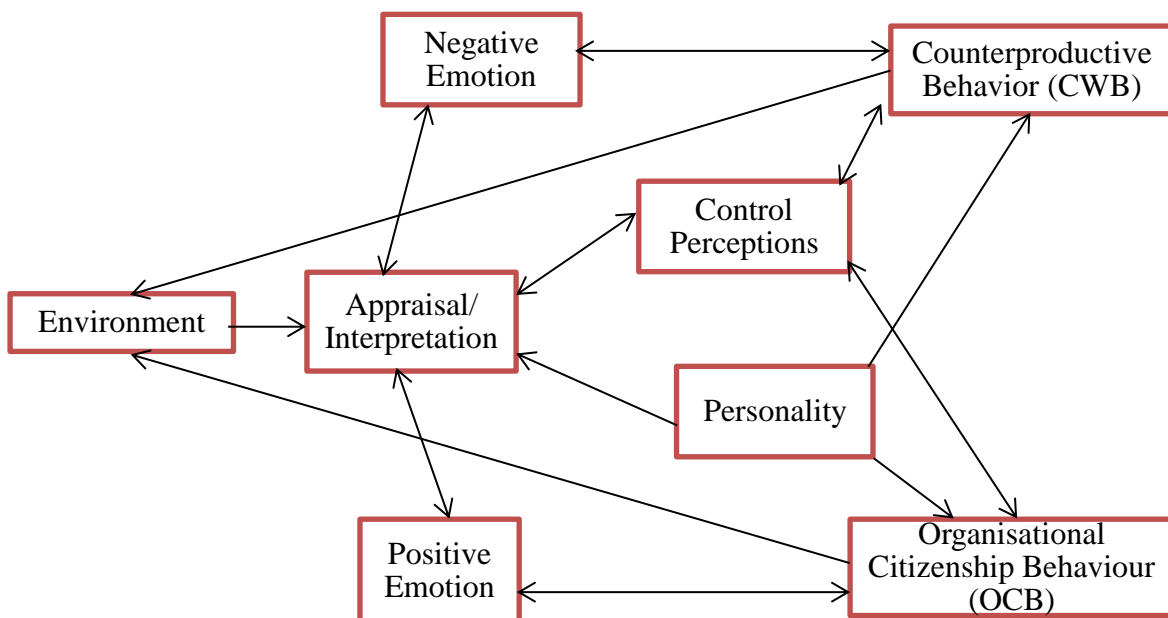 Negative
Emotion
Counterproductive
Behavior (CWB)
Control
Perceptions
Environment
Appraisal/
Interpretation
Personality
Positive
Emotion
Organisational
Citizenship Behaviour
(OCB)